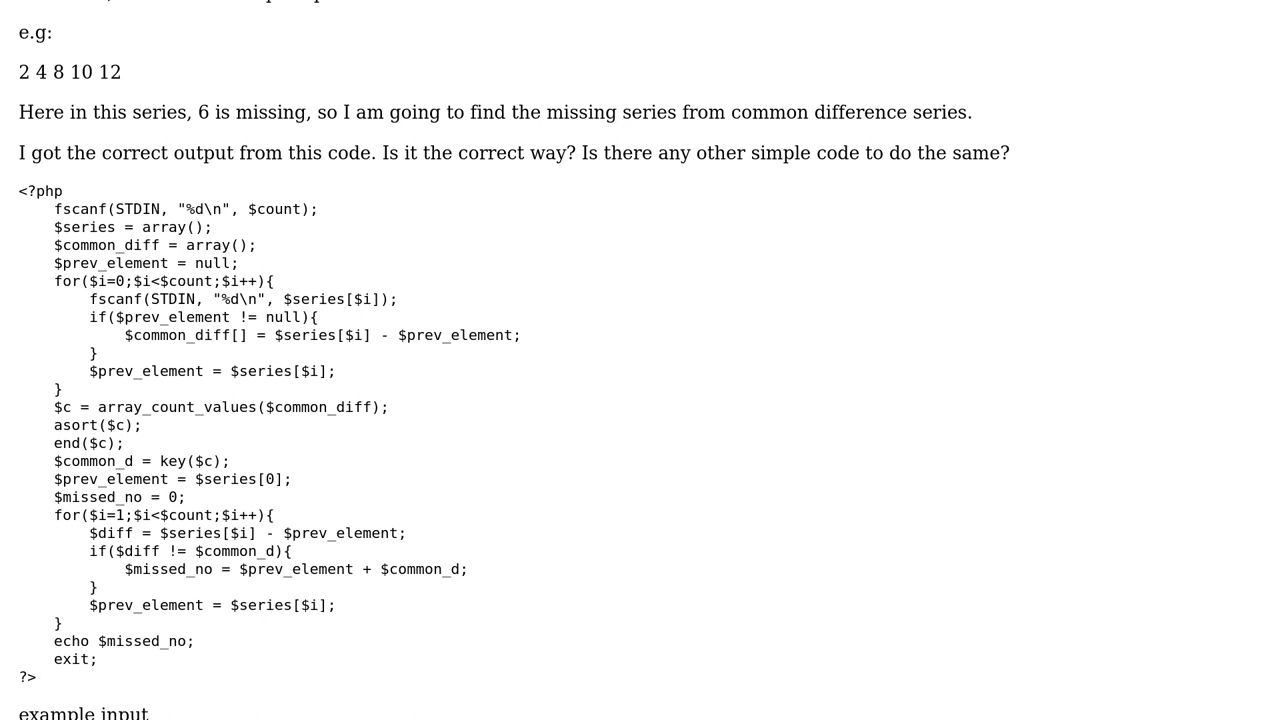 e.g:
2 4 8 10 12
Here in this series, 6 is missing, so I am going to find the missing series from common difference series.
I got the correct output from this code. Is it the correct way? Is there any other simple code to do the same?
<?php
    fscanf(STDIN, "%d\n", $count);
    $series = array();
    $common_diff = array();
    $prev_element = null;
    for($i=0;$i<$count;$i++){
        fscanf(STDIN, "%d\n", $series[$i]);
        if($prev_element != null){
            $common_diff[] = $series[$i] - $prev_element;
        }
        $prev_element = $series[$i];
    }
    $c = array_count_values($common_diff);
    asort($c);
    end($c);
    $common_d = key($c);
    $prev_element = $series[0];
    $missed_no = 0;
    for($i=1;$i<$count;$i++){
        $diff = $series[$i] - $prev_element;
        if($diff != $common_d){
            $missed_no = $prev_element + $common_d;
        }
        $prev_element = $series[$i];
    }
    echo $missed_no;
    exit;
?>
example input